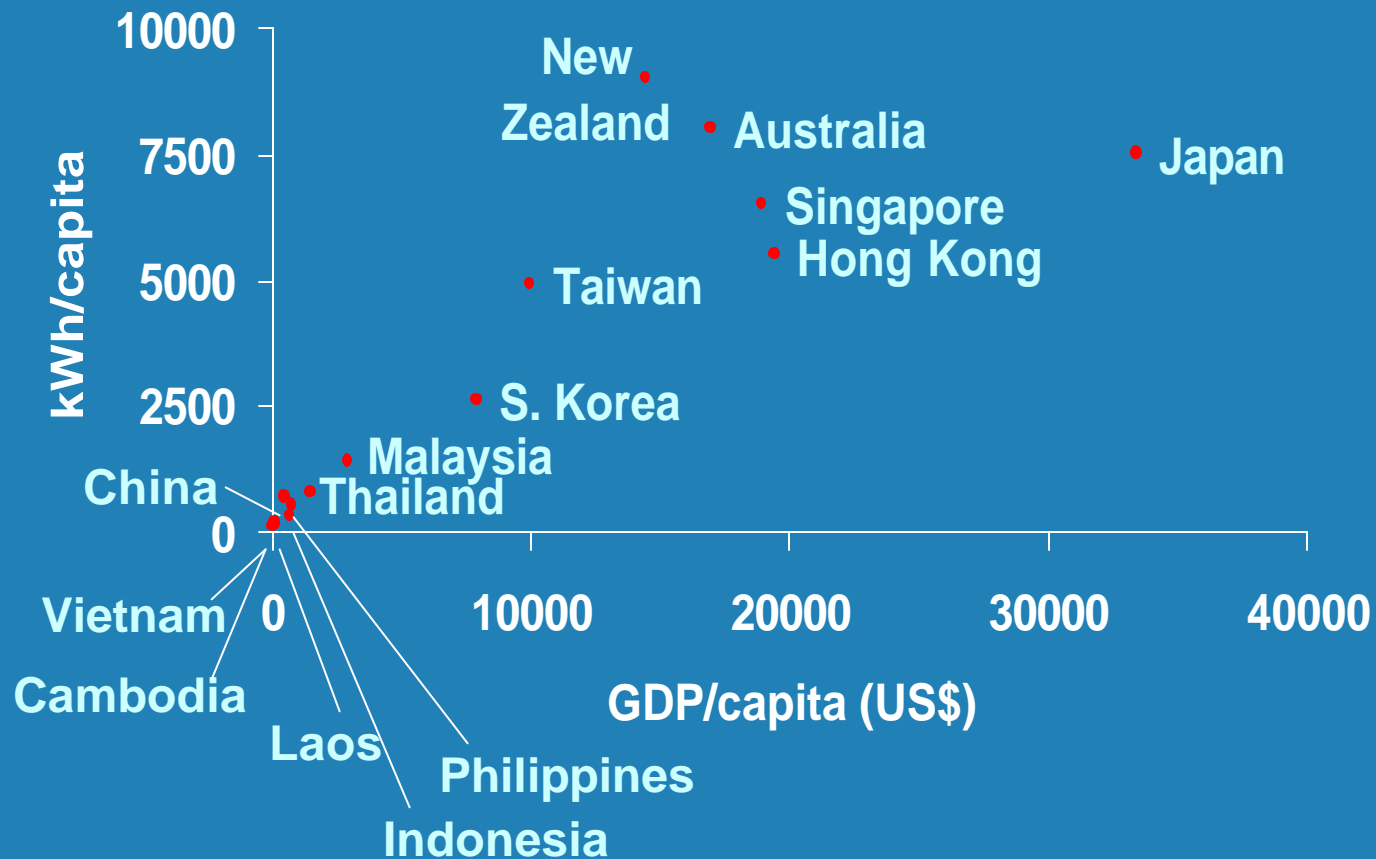 10000
New
Zealand
Australia
7500
Japan
kWh/capita
Singapore
Hong Kong
5000
Taiwan
2500
S. Korea
Malaysia
China
Thailand
0
Vietnam
0
10000
20000
30000
40000
Cambodia
GDP/capita (US$)
Laos
Philippines
Indonesia